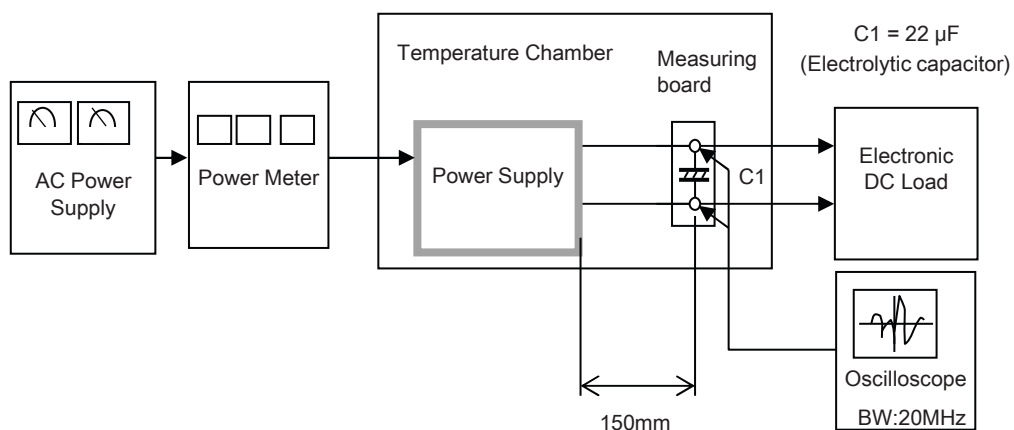 C1 = 22 µF
(Electrolytic capacitor)
Temperature Chamber
Measuring
board
AC Power
Supply
Power Meter
Power Supply
C1
Electronic
DC Load
Oscilloscope
BW:20MHz
150mm